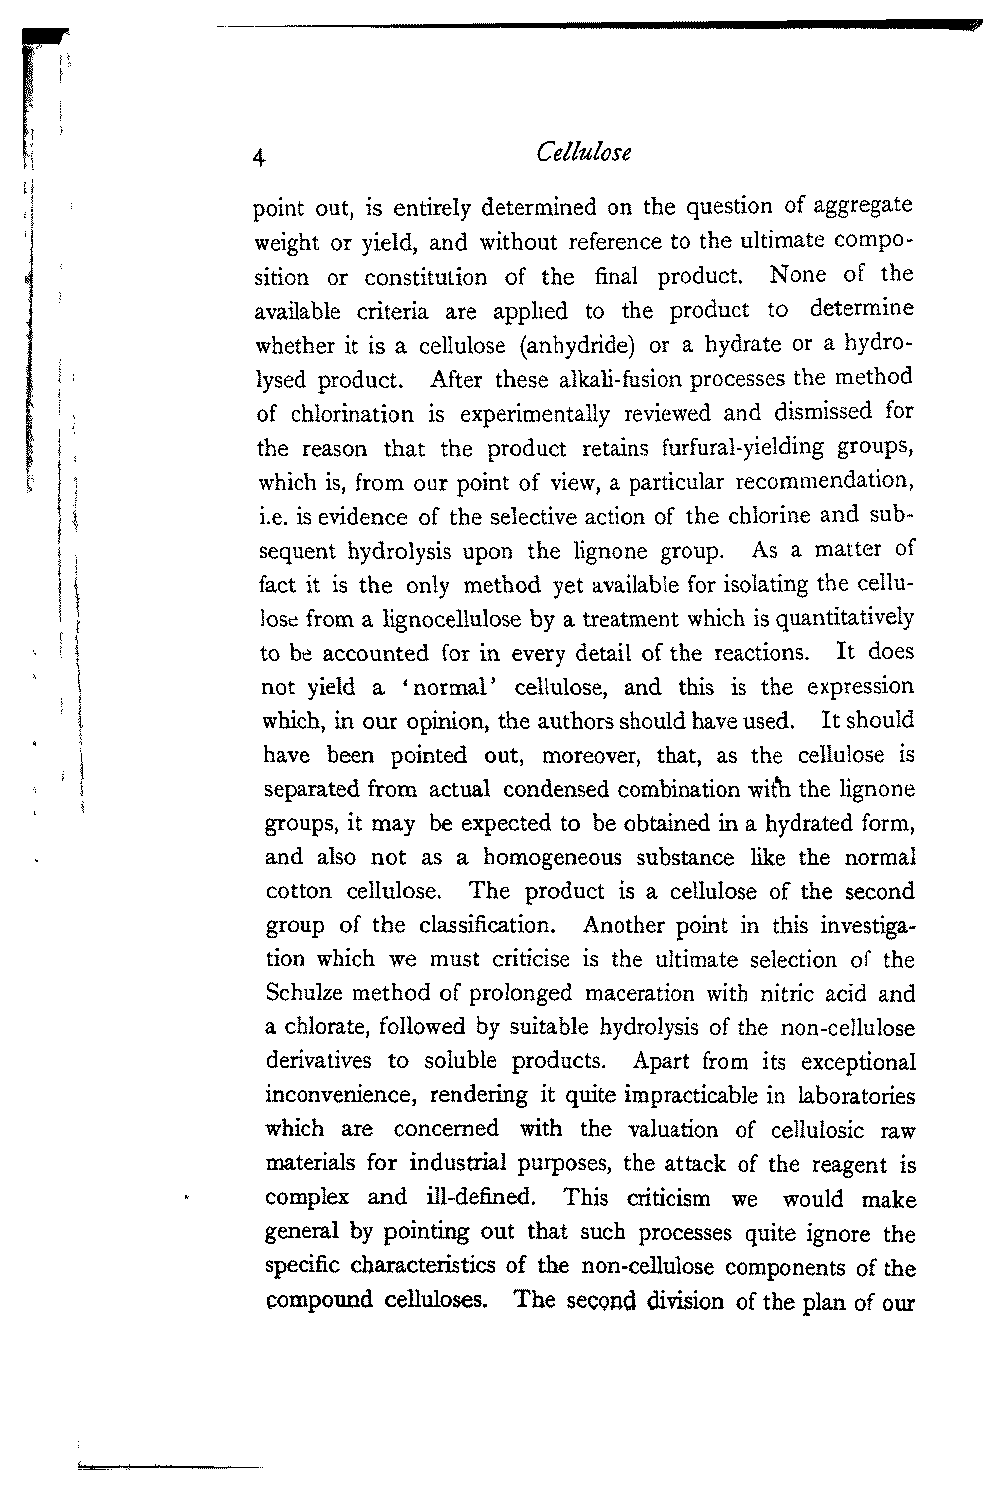 4 Cellulose
point out, is entirely determined on the question of aggregate
weight or yield, and without reference to the ultimate compo-
sition or constitution of the final product. None of the
available criteria are applied to the product to determine
whether it is a cellulose (anhydride) or a hydrate or a hydro-
lysed product. After these alkali-fusion processes the method
of chlorination is experimentally reviewed and dismissed for
the reason that the product retains furfural-yielding groups,
which is, from our point of view, a particular recommendation,
i.e. is evidence of the selective action of the chlorine and sub-
sequent hydrolysis upon the lignone group. As a matter of
fact it is the only method yet available for isolating the cellu-
lose from a lignocellulose by a treatment which is quantitatively
to be accounted for in every detail of the reactions. It does
not yield a ‘normal’ cellulose, and this is the expression
which, in our opinion, the authors should have used. It should
have been pointed out, moreover, that, as the cellulose is
separated from actual condensed combination with the lignone
groups, it may be expected to be obtained in a hydrated form,
and also not as a homogeneous substance like the normal
cotton cellulose. The product is a cellulose of the second
group of the classification. Another point in this investiga-
tion which we must criticise is the ultimate selection of the
Schulze method of prolonged maceration with nitric acid and
a chlorate, followed by suitable hydrolysis of the non-cellulose
derivatives to soluble products. Apart from its exceptional
inconvenience, rendering it quite impracticable in laboratories
which are concerned with the valuation of cellulosic raw
materials for industrial purposes, the attack of the reagent is
complex and ill-defined. This criticism we would make
general by pointing out that such processes quite ignore the
specific characteristics of the non-cellulose components of the
compound celluloses. The second division of the plan of our